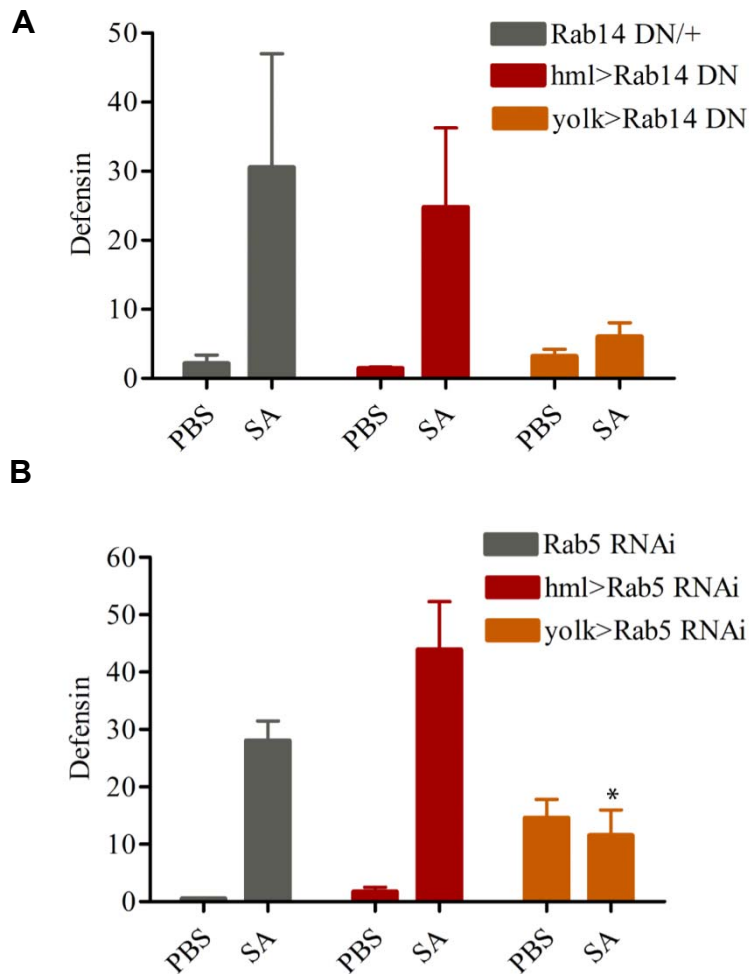 A
Rab14 DN/+
hml>Rab14 DN
yolk>Rab14 DN
Defensin
50
40
30
20
10
0
PBS
SA
PBS
SA
PBS
SA
B
Rab5 RNAi
hml>Rab5 RNAi
yolk>Rab5 RNAi
Defensin
60
50
40
30
20
10
0
*
PBS
SA
PBS
SA
PBS
SA